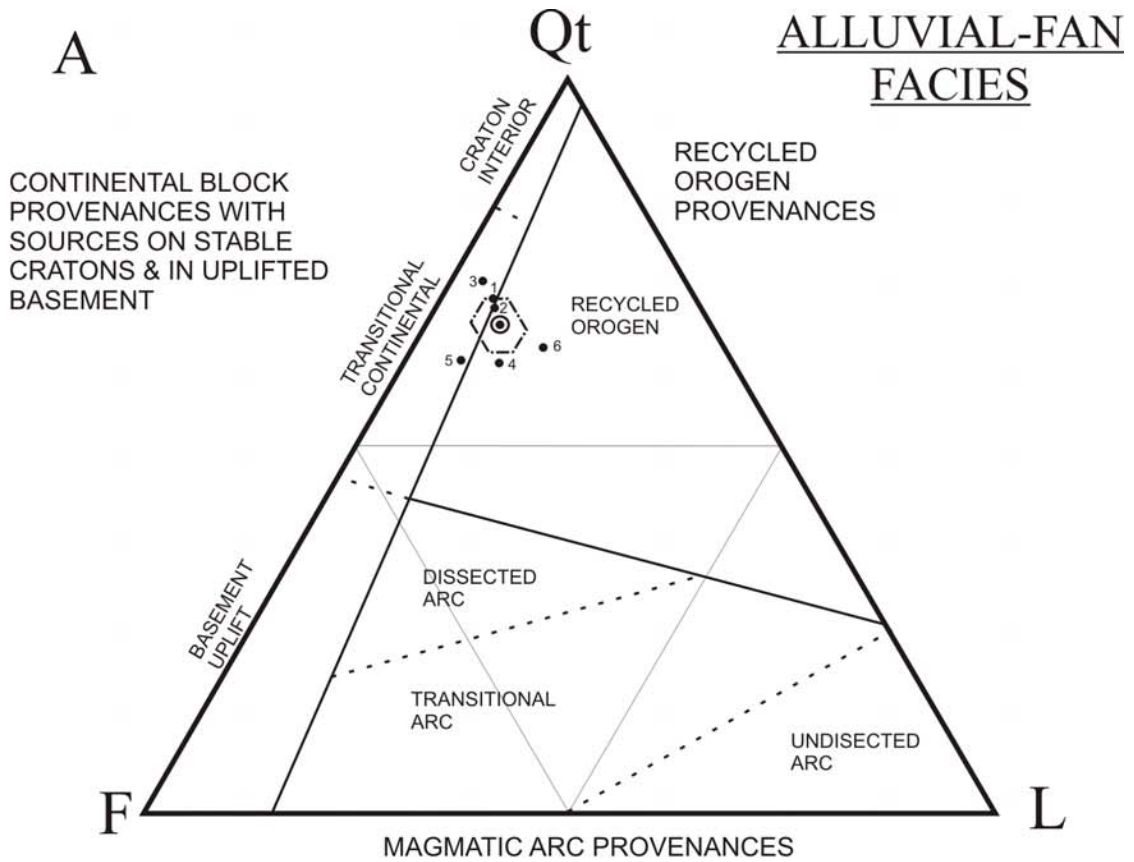 A
Qt
ALLUVIAL-FAN
FACIES
CRATON
INTERIOR
RECYCLED
OROGEN
PROVENANCES
CONTINENTAL BLOCK
PROVENANCES WITH
SOURCES ON STABLE
CRATONS & IN UPLIFTED
BASEMENT
TRANSITIONAL
CONTINENTAL
3
1
2
RECYCLED
OROGEN
6
5
4
BASEMENT
UPLIFT
DISSECTED
ARC
TRANSITIONAL
ARC
UNDISECTED
ARC
F
L
MAGMATIC ARC PROVENANCES